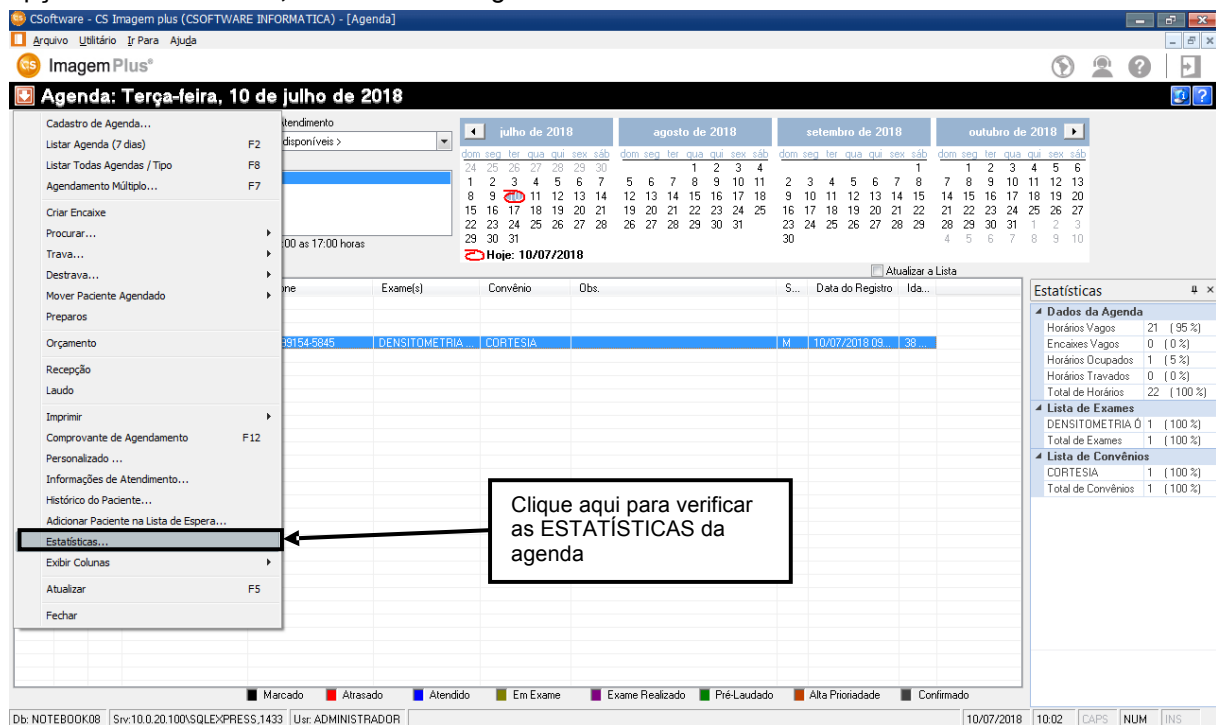 CSoftware - CS Imagem plus (CSOFTWARE INFORMATICA) - [Agenda]
Arquivo Utilitário Ir Para Ajuda
CS ImagemPlus®
Agenda: Terça-feira, 10 de julho de 2018
Cadastro de Agenda...
Listar Agenda (7 dias) F2
Listar Todas Agendas / Tipo F8
Agendamento Múltiplo... F7
Criar Encaixe
Procurar...
Trava...
Destrava...
Mover Paciente Agendado
Preparos
Orçamento
Recepção
Laudo
Imprimir
Comprovante de Agendamento F12
Personalizado ...
Informações de Atendimento...
Histórico do Paciente...
Adicionar Paciente na Lista de Espera...
Estatísticas...
Exibir Colunas
Atualizar F5
Fechar
tendimento
disponíveis >
:00 as 17:00 horas
julho de 2018
dom seg ter qua qui sex sáb
24 25 26 27 28 29 30
1 2 3 4 5 6 7
8 9 10 11 12 13 14
15 16 17 18 19 20 21
22 23 24 25 26 27 28
29 30 31
Hoje: 10/07/2018
agosto de 2018
dom seg ter qua qui sex sáb
1 2 3 4
5 6 7 8 9 10 11
12 13 14 15 16 17 18
19 20 21 22 23 24 25
26 27 28 29 30 31
setembro de 2018
dom seg ter qua qui sex sáb
1
2 3 4 5 6 7 8
9 10 11 12 13 14 15
16 17 18 19 20 21 22
23 24 25 26 27 28 29
30
outubro de 2018
dom seg ter qua qui sex sáb
1 2 3 4 5 6
7 8 9 10 11 12 13
14 15 16 17 18 19 20
21 22 23 24 25 26 27
28 29 30 31 1 2 3
4 5 6 7 8 9 10
Atualizar a Lista
one Exame(s) Convênio Obs. S... Data do Registro Ida...
99154-5845 DENSITOMETRIA ... CORTESIA M 10/07/2018 09... 38 ...
Clique aqui para verificar
as ESTATÍSTICAS da
agenda
Estatísticas
Dados da Agenda
Horários Vagos 21 (95 %)
Encaixes Vagos 0 (0 %)
Horários Ocupados 1 (5 %)
Horários Travados 0 (0 %)
Total de Horários 22 (100 %)
Lista de Exames
DENSITOMETRIA Ó 1 (100 %)
Total de Exames 1 (100 %)
Lista de Convênios
CORTESIA 1 (100 %)
Total de Convênios 1 (100 %)
Marcado Atrasado Atendido Em Exame Exame Realizado Pré-Laudado Alta Prioriadade Confirmado
Db: NOTEBOOK08 Srv:10.0.20.100\SQLEXPRESS,1433 Usr: ADMINISTRADOR 10/07/2018 10:02 CAPS NUM INS